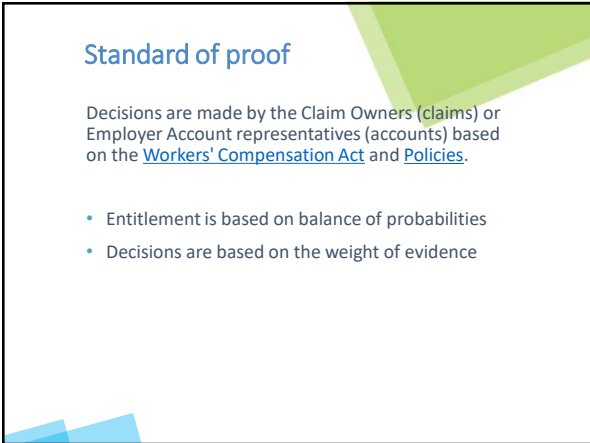 Standard of proof
Decisions are made by the Claim Owners (claims) or
Employer Account representatives (accounts) based
on the Workers' Compensation Act and Policies.
• Entitlement is based on balance of probabilities
• Decisions are based on the weight of evidence